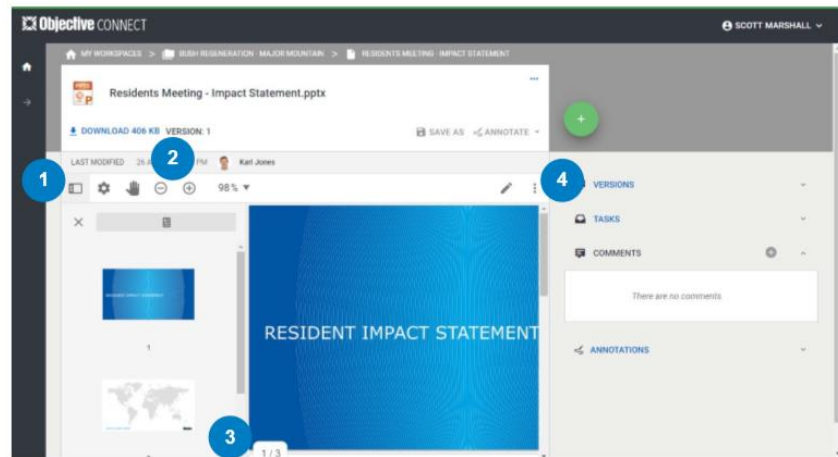 Objective CONNECT
SCOTT MARSHALL
MY WORKSPACES > BUSH REGENERATION - MAJOR MOUNTAIN > RESIDENTS MEETING - IMPACT STATEMENT
Residents Meeting - Impact Statement.pptx
DOWNLOAD 406 KB VERSION: 1
SAVE AS
ANNOTATE
+
LAST MODIFIED 26 A PM Karl Jones
1
2
4
98%
VERSIONS
TASKS
COMMENTS
There are no comments
ANNOTATIONS
RESIDENT IMPACT STATEMENT
1
3
1 / 3